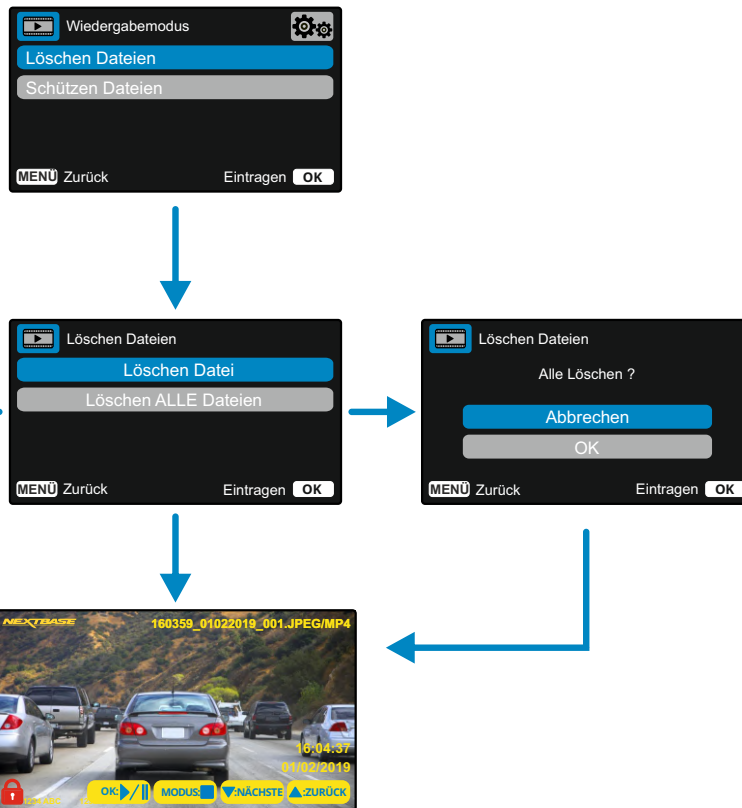 Wiedergabemodus
Löschen Dateien
Schützen Dateien
MENÜ Zurück Eintragen OK
Löschen Dateien
Löschen Datei
Löschen ALLE Dateien
MENÜ Zurück Eintragen OK
Löschen Dateien
Alle Löschen ?
Abbrechen
OK
MENÜ Zurück Eintragen OK
NEXTBASE 160359_01022019_001.JPEG/MP4
16:04:37
01/02/2019
OK: MODUS: :NÄCHSTE :ZURÜCK